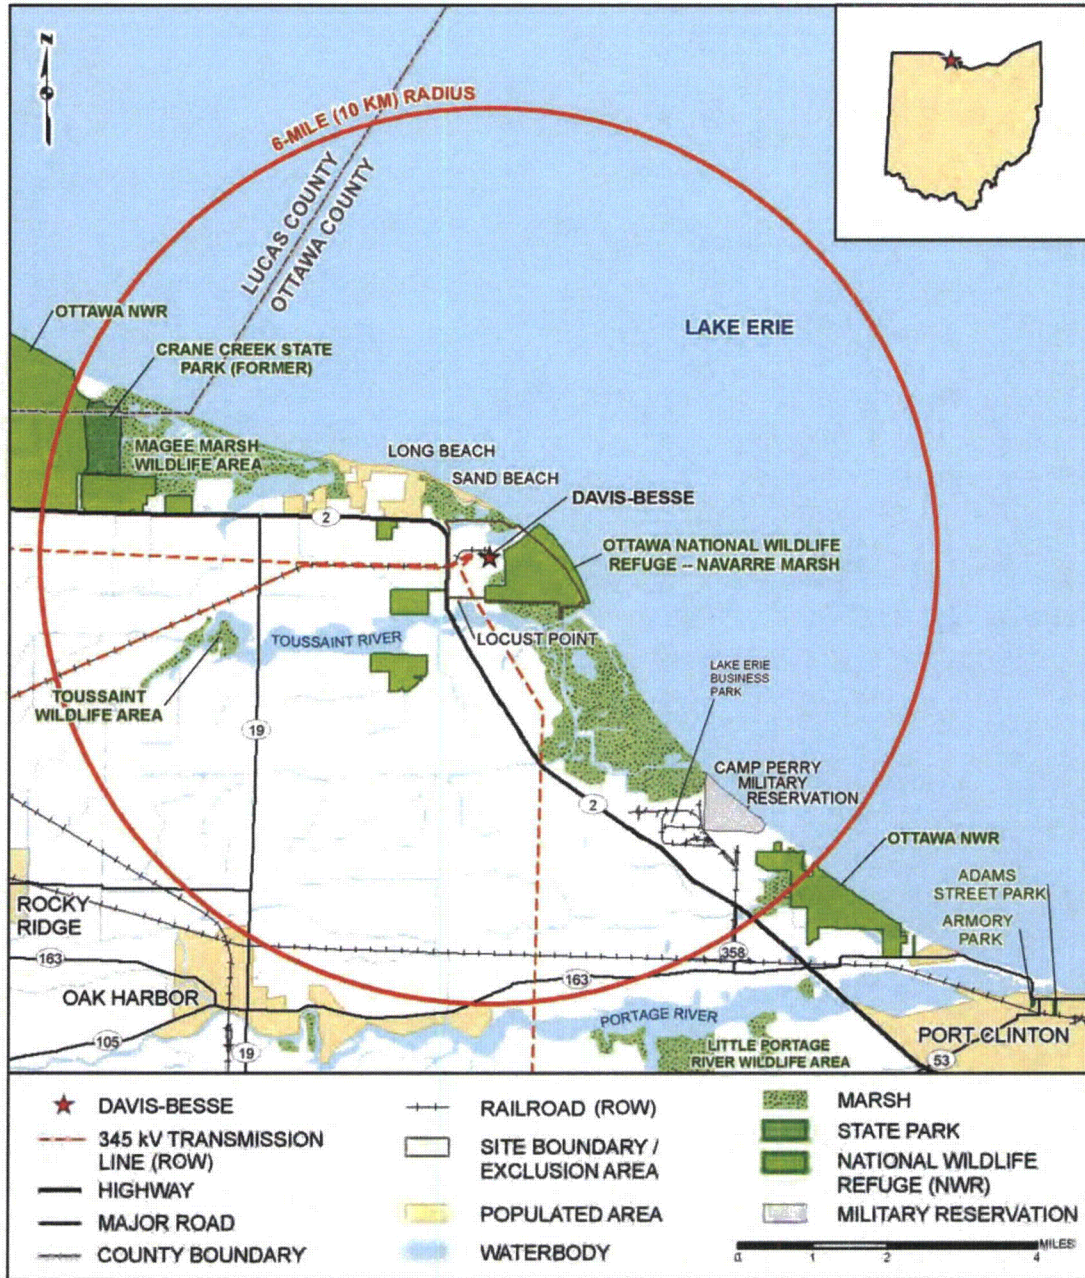 N
6-MILE (10 KM) RADIUS
LUCAS COUNTY
OTTAWA COUNTY
LAKE ERIE
OTTAWA NWR
CRANE CREEK STATE
PARK (FORMER)
MAGEE MARSH
WILDLIFE AREA
LONG BEACH
SAND BEACH
DAVIS-BESSE
2
OTTAWA NATIONAL WILDLIFE
REFUGE -- NAVARRE MARSH
LOCUST POINT
TOUSSAINT RIVER
LAKE ERIE
BUSINESS
PARK
TOUSSAINT
WILDLIFE AREA
19
CAMP PERRY
MILITARY
RESERVATION
2
OTTAWA NWR
ADAMS
STREET PARK
ARMORY
PARK
ROCKY
RIDGE
163
358
163
OAK HARBOR
PORTAGE RIVER
PORT CLINTON
105
19
LITTLE PORTAGE
RIVER WILDLIFE AREA
53
DAVIS-BESSE
345 kV TRANSMISSION
LINE (ROW)
HIGHWAY
MAJOR ROAD
COUNTY BOUNDARY
RAILROAD (ROW)
SITE BOUNDARY /
EXCLUSION AREA
POPULATED AREA
WATERBODY
MARSH
STATE PARK
NATIONAL WILDLIFE
REFUGE (NWR)
MILITARY RESERVATION
MILES
0 1 2 4